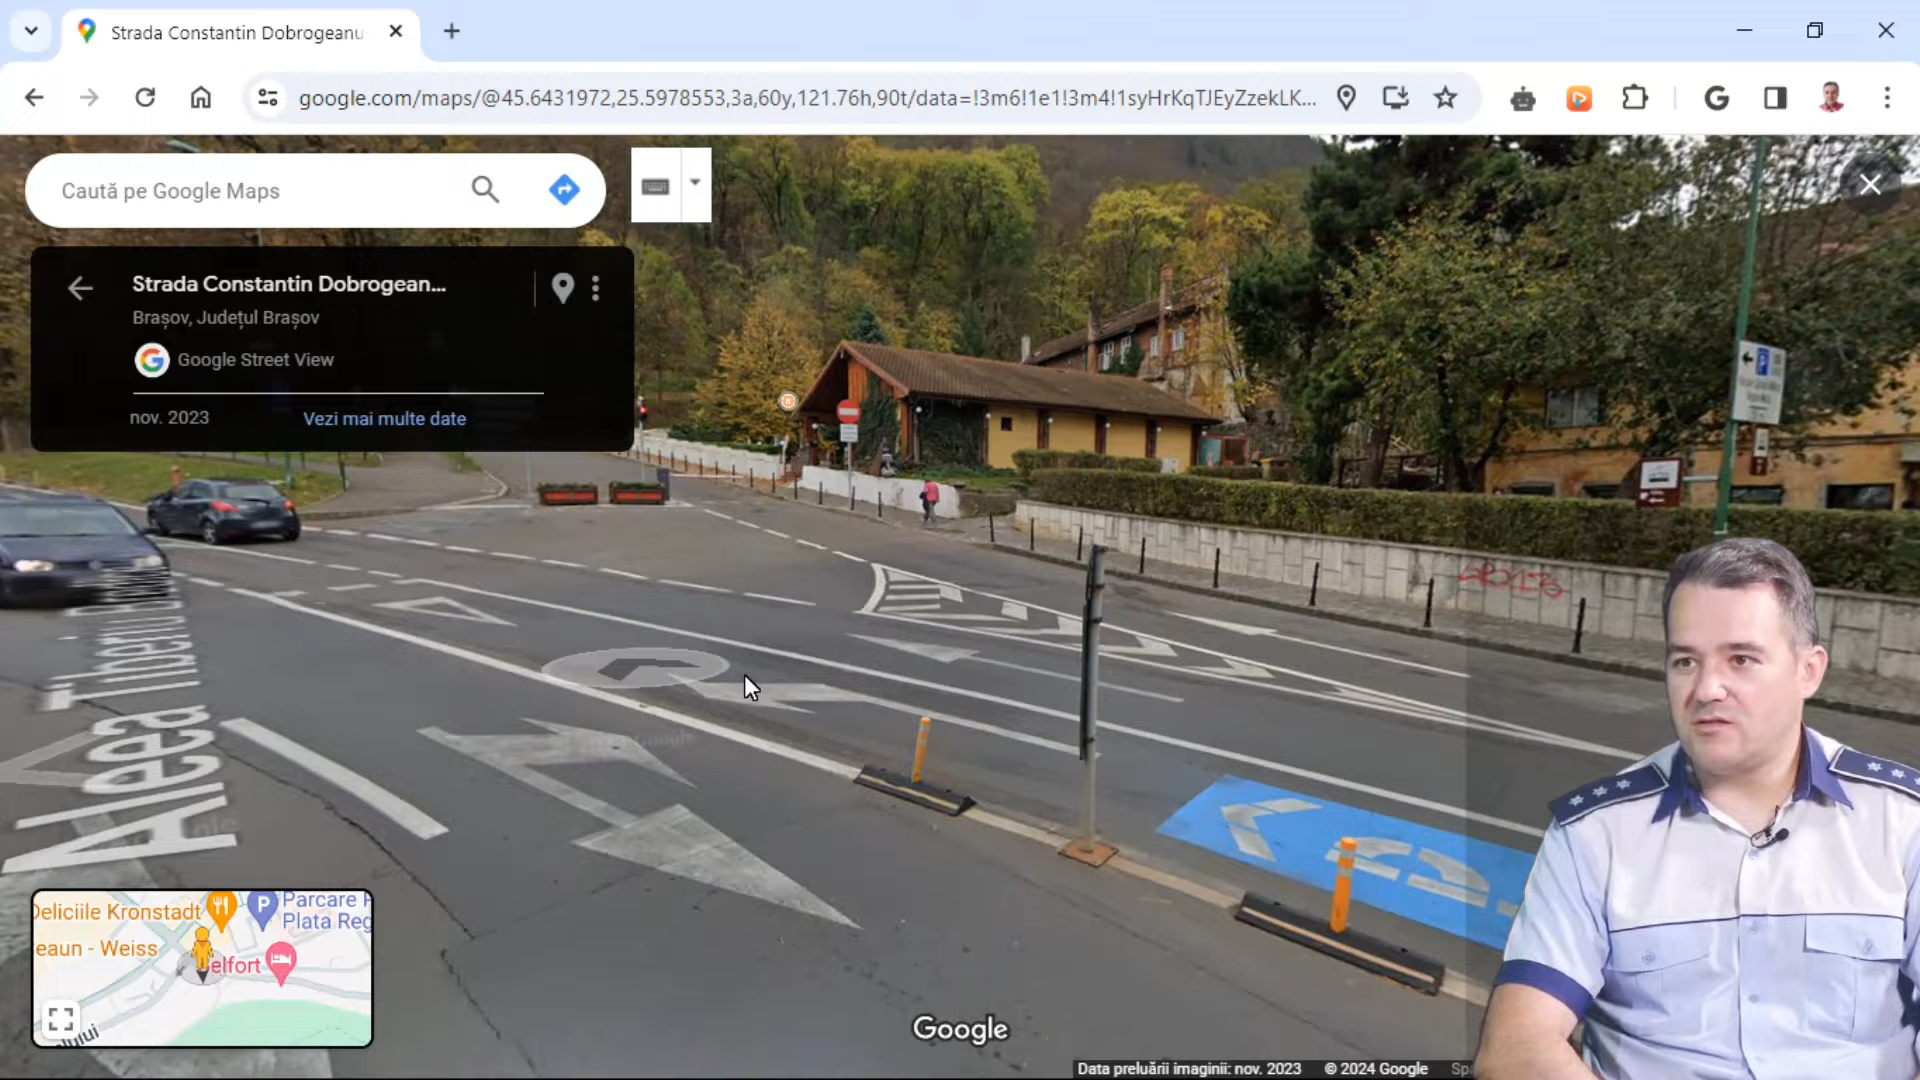 Strada Constantin Dobrogeanu
google.com/maps/@45.6431972,25.5978553,3a,60y,121.76h,90t/data=!3m6!1e1!3m4!1syHrKqTJEyZzekLK...
Caută pe Google Maps
Strada Constantin Dobrogean...
Brașov, Județul Brașov
Google Street View
nov. 2023
Vezi mai multe date
P
Deliciile Kronstadt
Parcare
Piata Reg
eaun - Weiss
elfort
Google
Data preluării imaginii: nov. 2023
© 2024 Google
Aleea Tiberiu